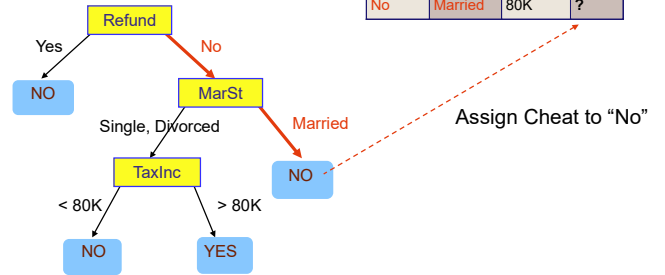 No Married 80K ?
Refund
Yes No
NO MarSt
Single, Divorced Married Assign Cheat to “No”
TaxInc NO
< 80K > 80K
NO YES